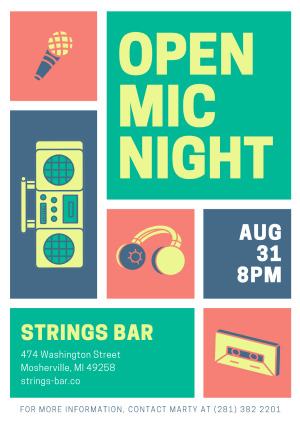 OPEN
MIC
NIGHT
AUG
31
8PM
STRINGS BAR
474 Washington Street
Mosherville, MI 49258
strings-bar.co
FOR MORE INFORMATION, CONTACT MARTY AT (281) 382 2201